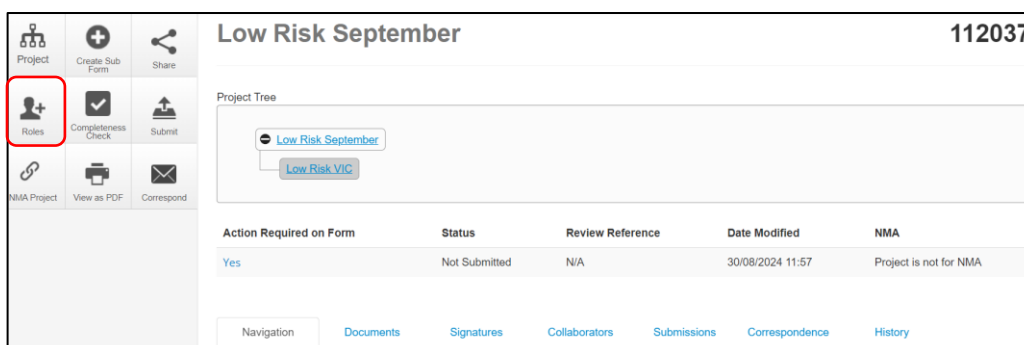 Project
Create Sub
Form
Share
Roles
Completeness
Check
Submit
NMA Project
View as PDF
Correspond
Low Risk September
112037
Project Tree
Low Risk September
Low Risk VIC
Action Required on Form Status Review Reference Date Modified NMA
Yes Not Submitted N/A 30/08/2024 11:57 Project is not for NMA
Navigation Documents Signatures Collaborators Submissions Correspondence History